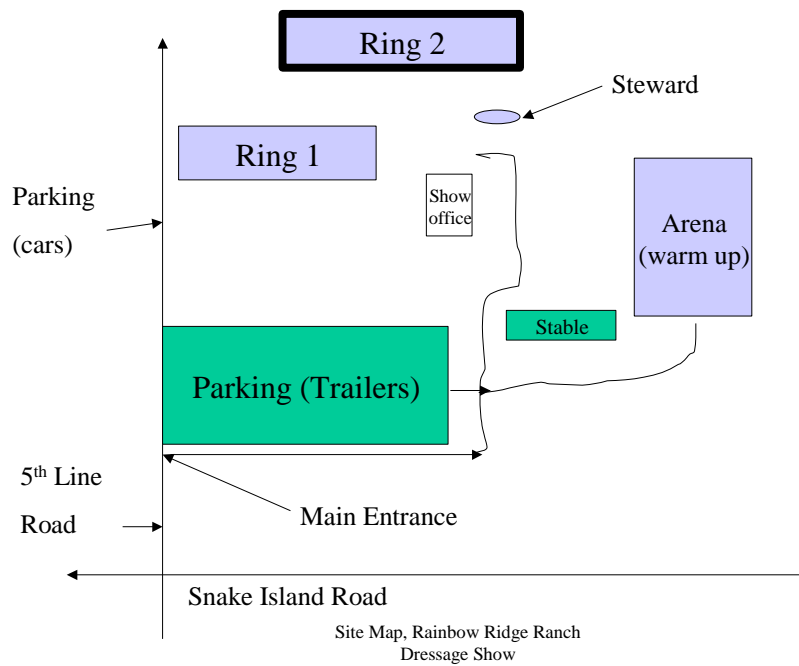 Ring 2
Steward
Ring 1
Parking
(cars)
Show
office
Arena
(warm up)
Stable
Parking (Trailers)
5th Line
Road
Main Entrance
Snake Island Road
Site Map, Rainbow Ridge Ranch
Dressage Show